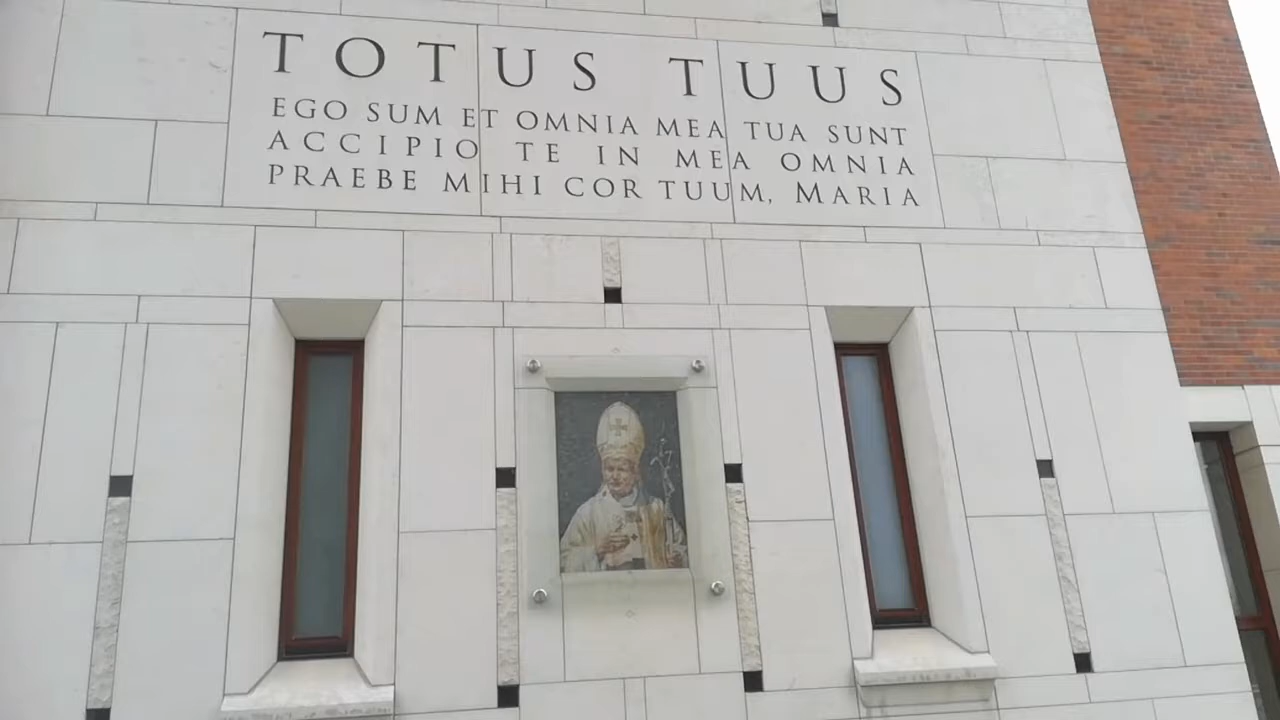 TOTUS TUUS
EGO SUM ET OMNIA MEA TUA SUNT
ACCIPIO TE IN MEA OMNIA
PRAEBE MIHI COR TUUM, MARIA